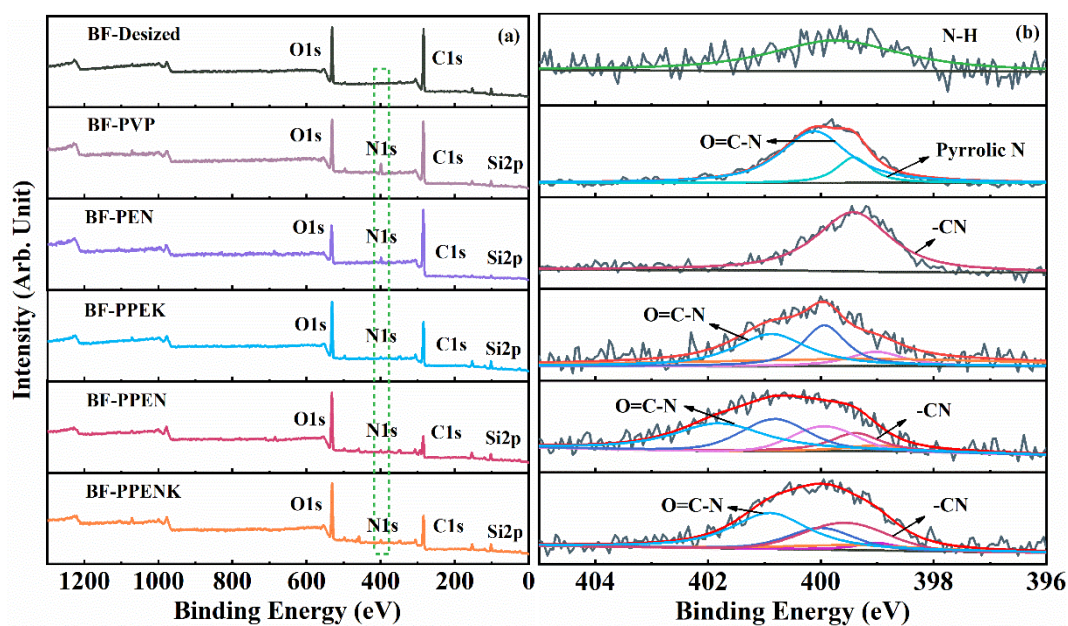 BF-Desized
O1s
C1s
(a)
BF-PVP
O1s
N1s
C1s
Si2p
BF-PEN
O1s
N1s
C1s
Si2p
BF-PPEK
O1s
N1s
C1s
Si2p
BF-PPEN
O1s
N1s
C1s
Si2p
BF-PPENK
O1s
N1s
C1s
Si2p
Intensity (Arb. Unit)
1200 1000 800 600 400 200 0
Binding Energy (eV)
N-H
(b)
O=C-N
Pyrrolic N
-CN
O=C-N
O=C-N
-CN
O=C-N
-CN
404 402 400 398 396
Binding Energy (eV)